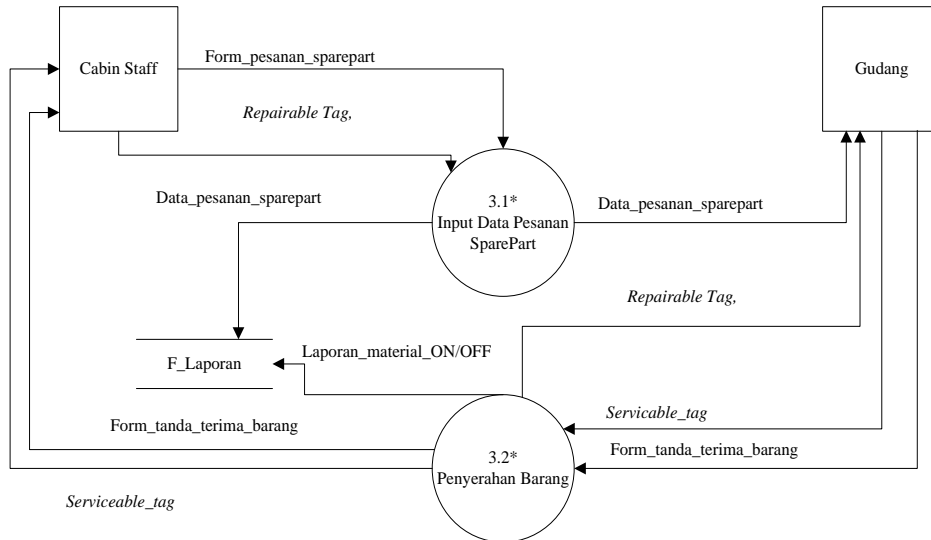 Cabin Staff
Form_pesanan_sparepart
Gudang
Repairable Tag,
Data_pesanan_sparepart
3.1*
Input Data Pesanan
SparePart
Data_pesanan_sparepart
Repairable Tag,
F_Laporan
Laporan_material_ON/OFF
Servicable_tag
Form_tanda_terima_barang
Form_tanda_terima_barang
3.2*
Penyerahan Barang
Serviceable_tag